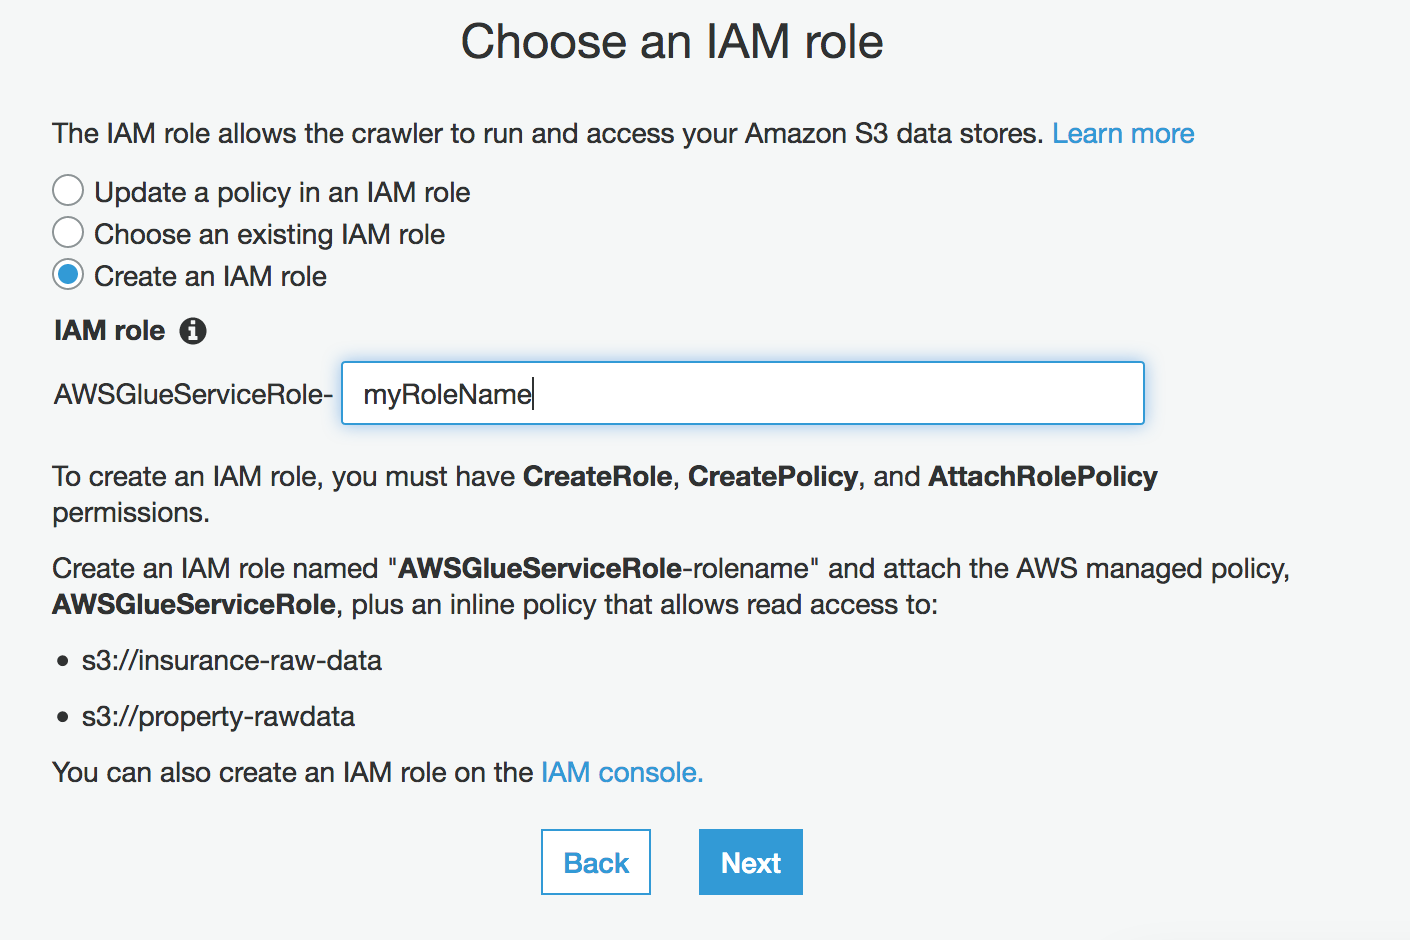 Choose an IAM role
The IAM role allows the crawler to run and access your Amazon S3 data stores. Learn more
Update a policy in an IAM role
Choose an existing IAM role
Create an IAM role
IAM role
AWSGlueServiceRole- myRoleName
To create an IAM role, you must have CreateRole, CreatePolicy, and AttachRolePolicy
permissions.
Create an IAM role named "AWSGlueServiceRole-rolename" and attach the AWS managed policy,
AWSGlueServiceRole, plus an inline policy that allows read access to:
• s3://insurance-raw-data
• s3://property-rawdata
You can also create an IAM role on the IAM console.
Back Next